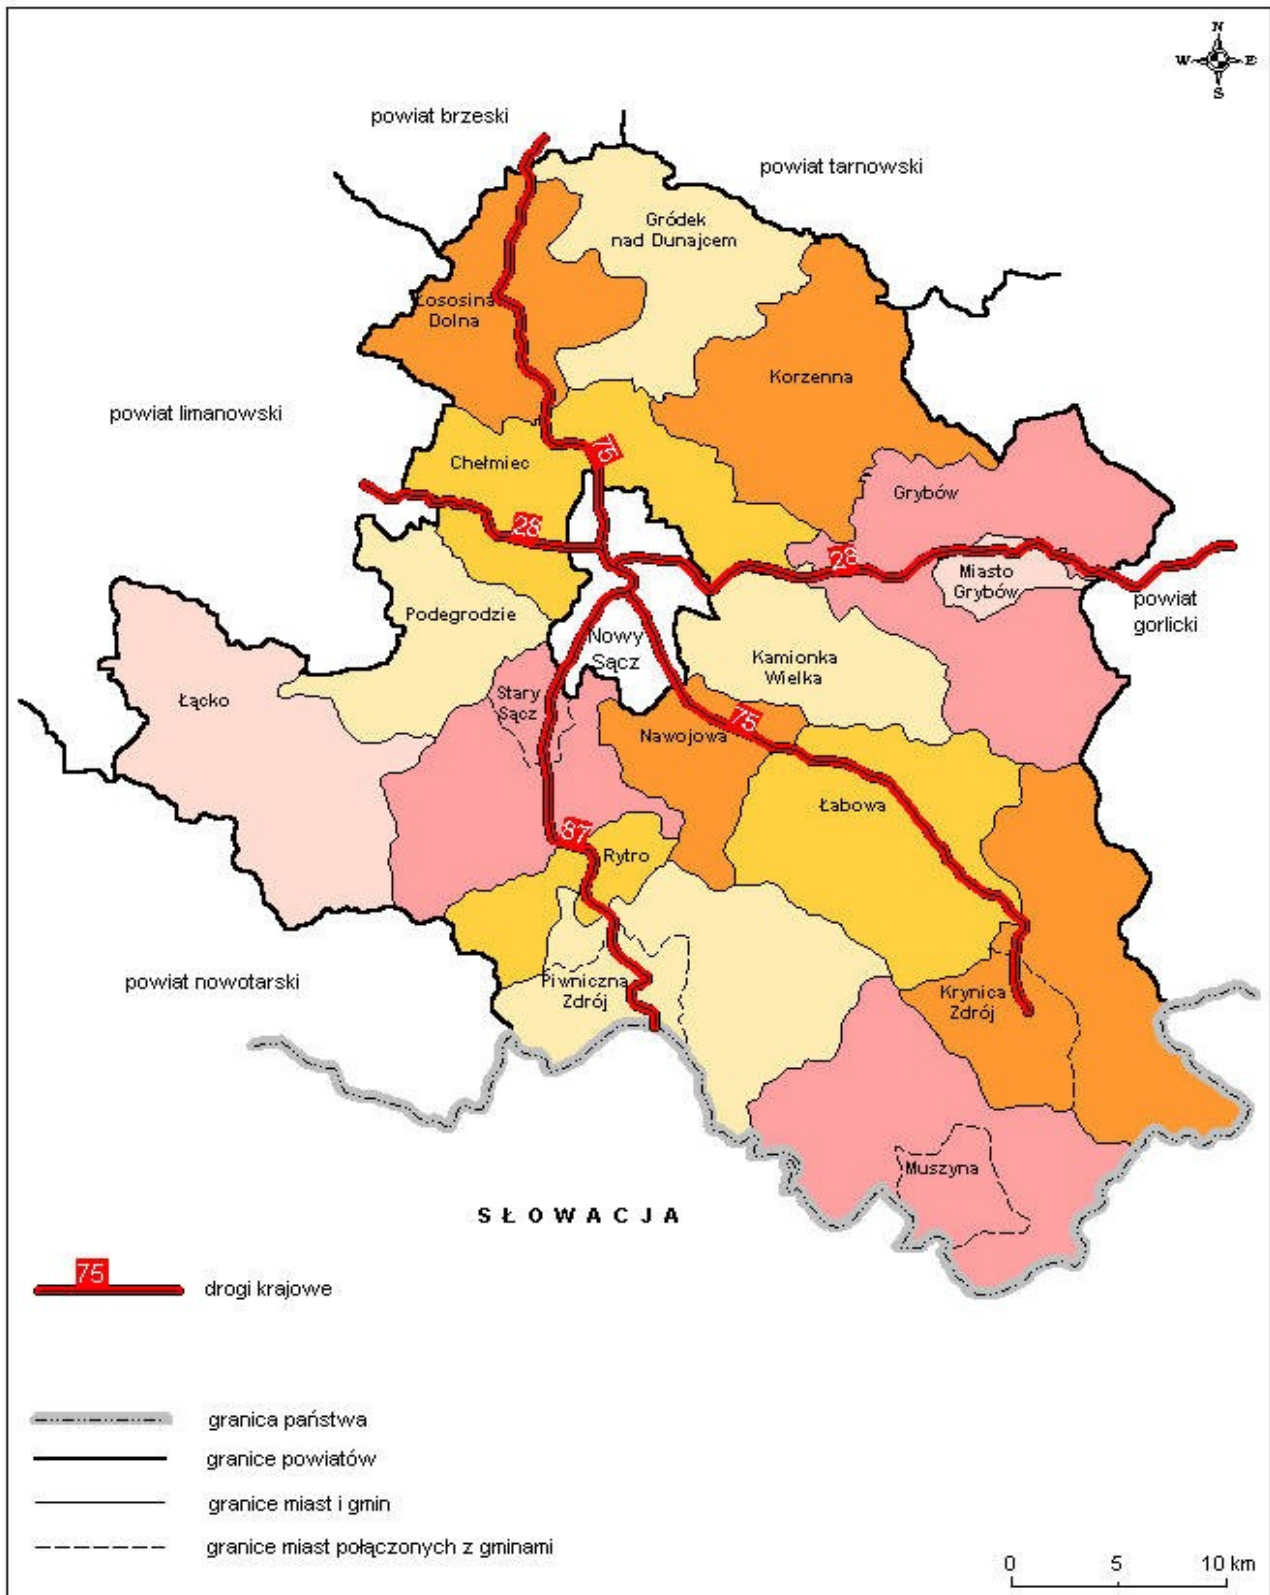 N
W E
S
powiat brzeski
powiat tarnowski
Gródek
nad Dunajcem
Łososina
Dolna
Korzenna
powiat limanowski
75
Chełmiec
Grybów
28
28
Miasto
Grybów
powiat
gorlicki
Podegrodzie
Nowy
Sącz
Kamionka
Wielka
Łącko
Stary
Sącz
75
Nawojowa
Łabowa
87
Rytro
powiat nowotarski
Piwniczna
Zdrój
Krynica
Zdrój
Muszyna
SŁOWACJA
75
drogi krajowe
granica państwa
granice powiatów
granice miast i gmin
granice miast połączonych z gminami
0 5 10 km